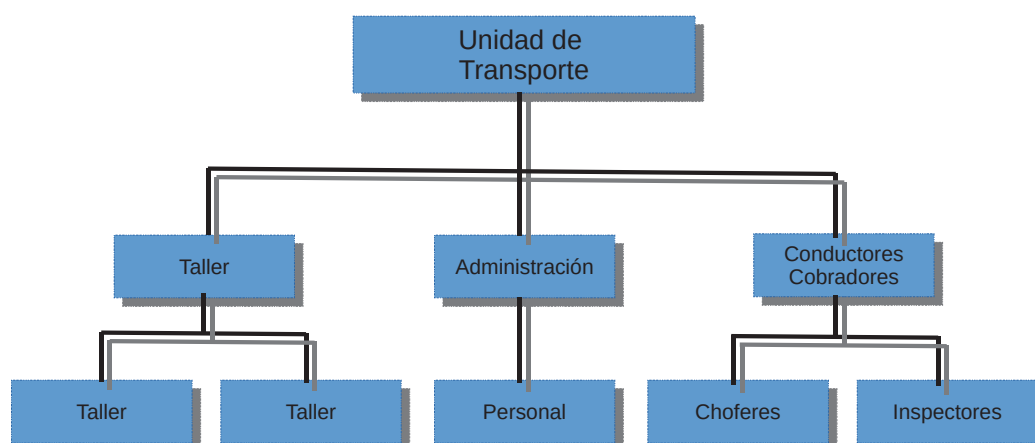 Unidad de
Transporte
Taller
Administración
Conductores
Cobradores
Taller
Taller
Personal
Choferes
Inspectores